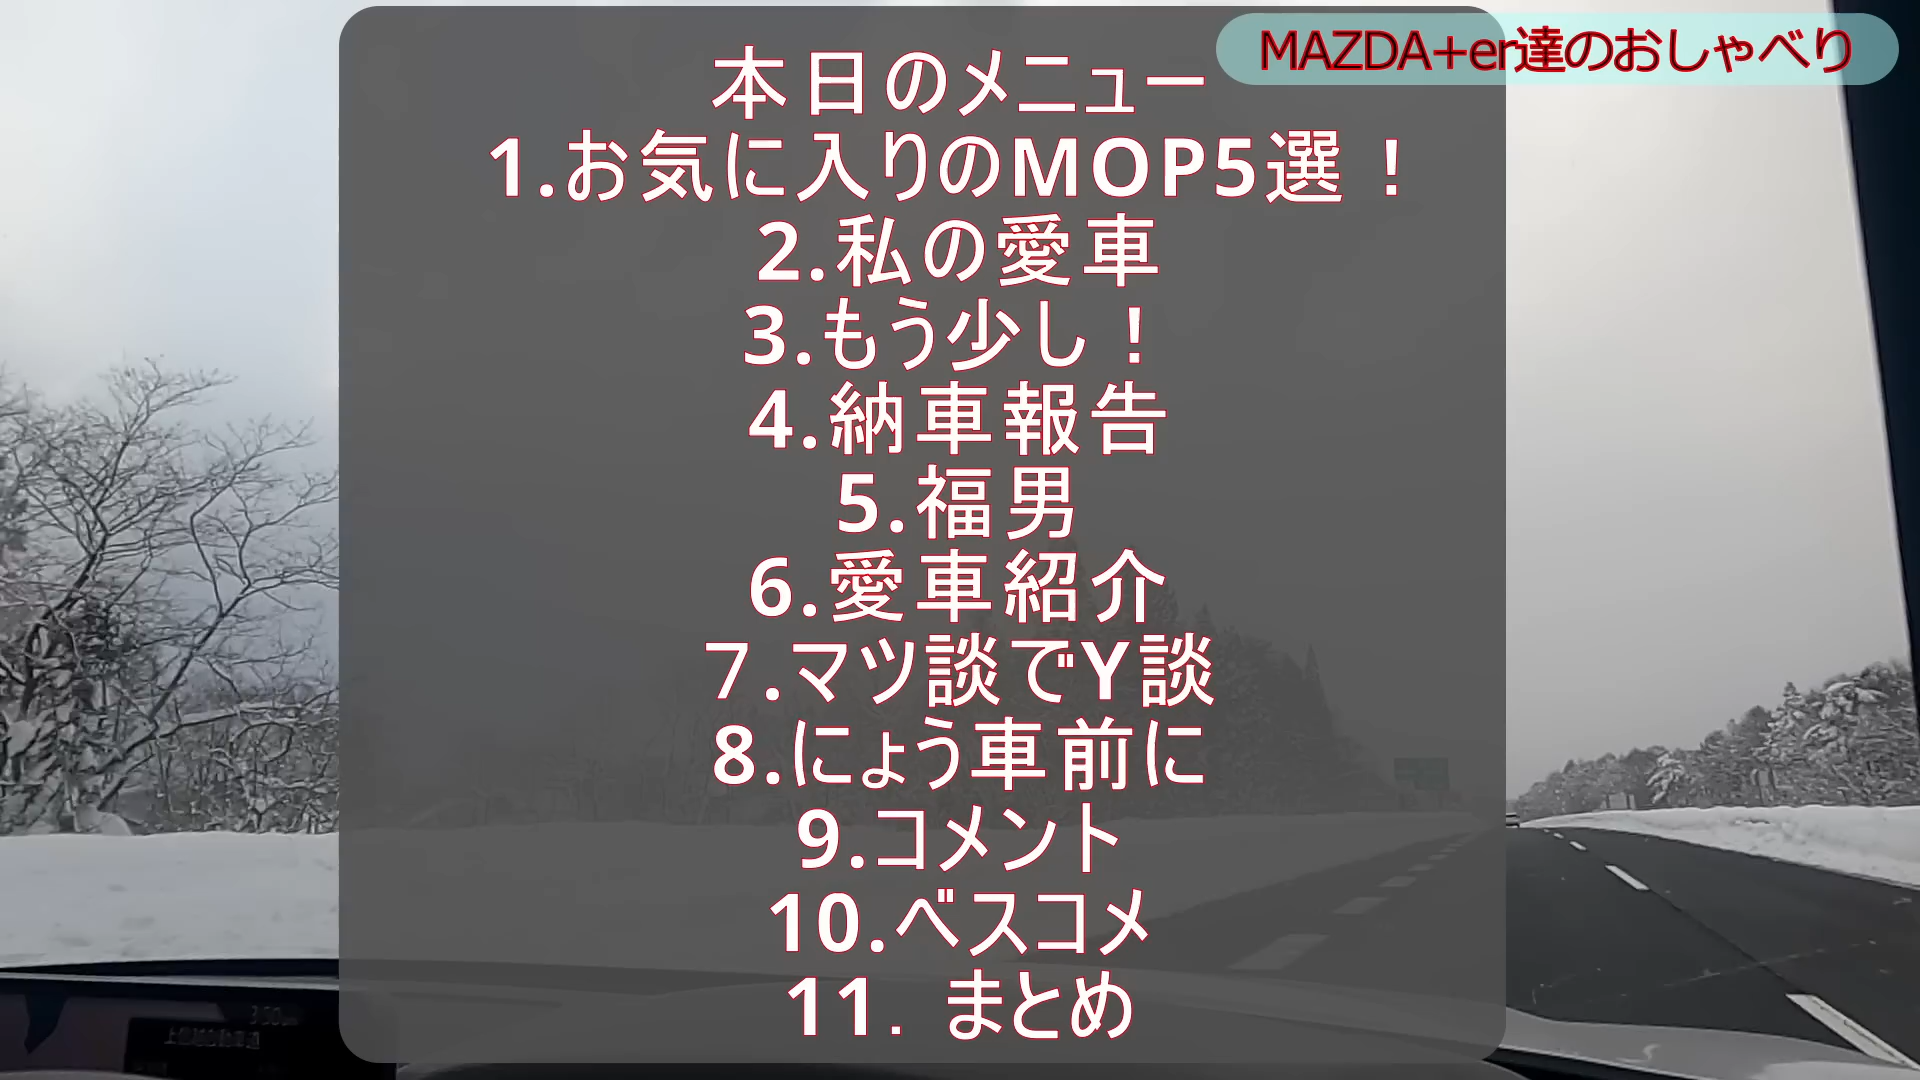 MAZDA+er達のおしゃべり
本日のメニュー
1.お気に入りのMOP5選！
2.私の愛車
3.もう少し！
4.納車報告
5.福男
6.愛車紹介
７.マツ談でY談
8.にょう車前に
9.コメント
10.ベスコメ
11．まとめ